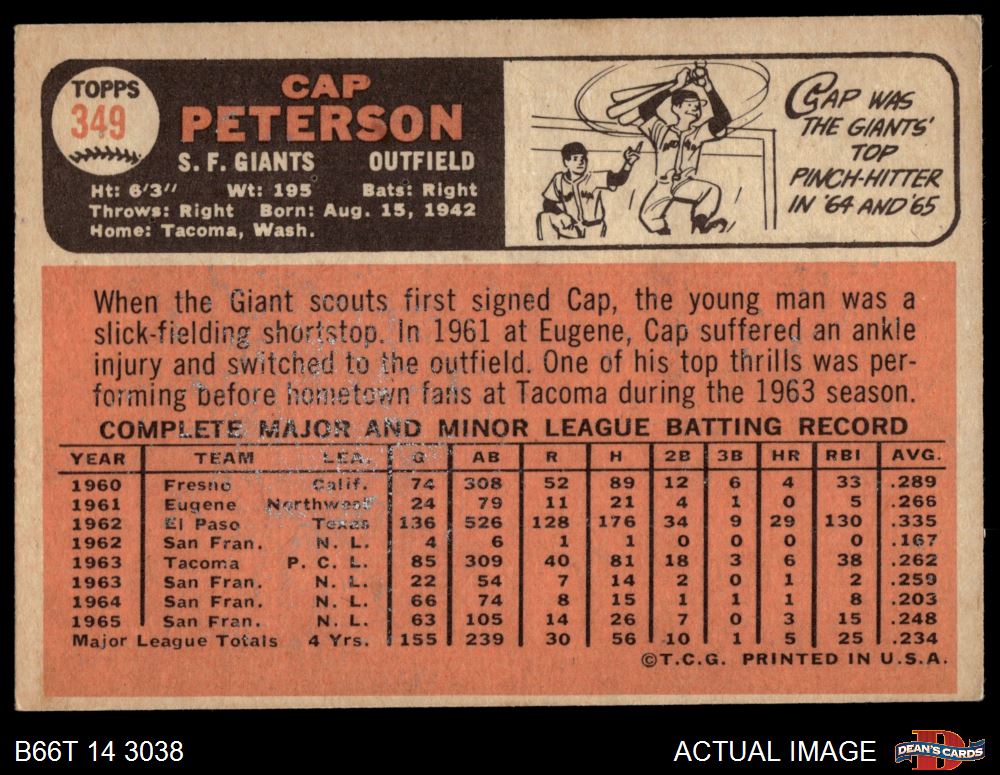 TOPPS
349
CAP
PETERSON
S. F. GIANTS OUTFIELD
Ht: 6'3" Wt: 195 Bats: Right
Throws: Right Born: Aug. 15, 1942
Home: Tacoma, Wash.
CAP WAS
THE GIANTS'
TOP
PINCH-HITTER
IN '64 AND '65
When the Giant scouts first signed Cap, the young man was a
slick-fielding shortstop. In 1961 at Eugene, Cap suffered an ankle
injury and switched to the outfield. One of his top thrills was per-
forming before hometown fans at Tacoma during the 1963 season.
COMPLETE MAJOR AND MINOR LEAGUE BATTING RECORD
YEAR TEAM LEA. G AB R H 2B 3B HR RBI AVG.
1960 Fresno Calif. 74 308 52 89 12 6 4 33 .289
1961 Eugene Northwest 24 79 11 21 4 1 0 5 .266
1962 El Paso Texas 136 526 128 176 34 9 29 130 .335
1962 San Fran. N. L. 4 6 1 1 0 0 0 0 .167
1963 Tacoma P. C. L. 85 309 40 81 18 3 6 38 .262
1963 San Fran. N. L. 22 54 7 14 2 0 1 2 .259
1964 San Fran. N. L. 66 74 8 15 1 1 1 8 .203
1965 San Fran. N. L. 63 105 14 26 7 0 3 15 .248
Major League Totals 4 Yrs. 155 239 30 56 10 1 5 25 .234
©T.C.G. PRINTED IN U.S.A.
B66T 14 3038 ACTUAL IMAGE DEAN'S CARDS